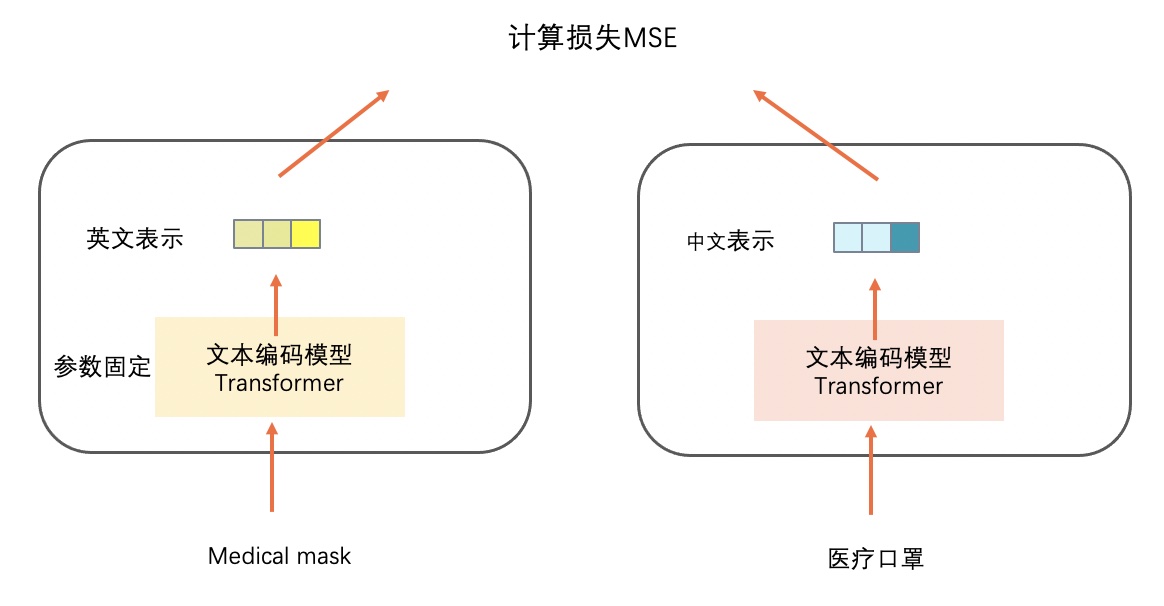 计算损失MSE
英文表示
中文表示
参数固定
文本编码模型
Transformer
文本编码模型
Transformer
Medical mask
医疗口罩